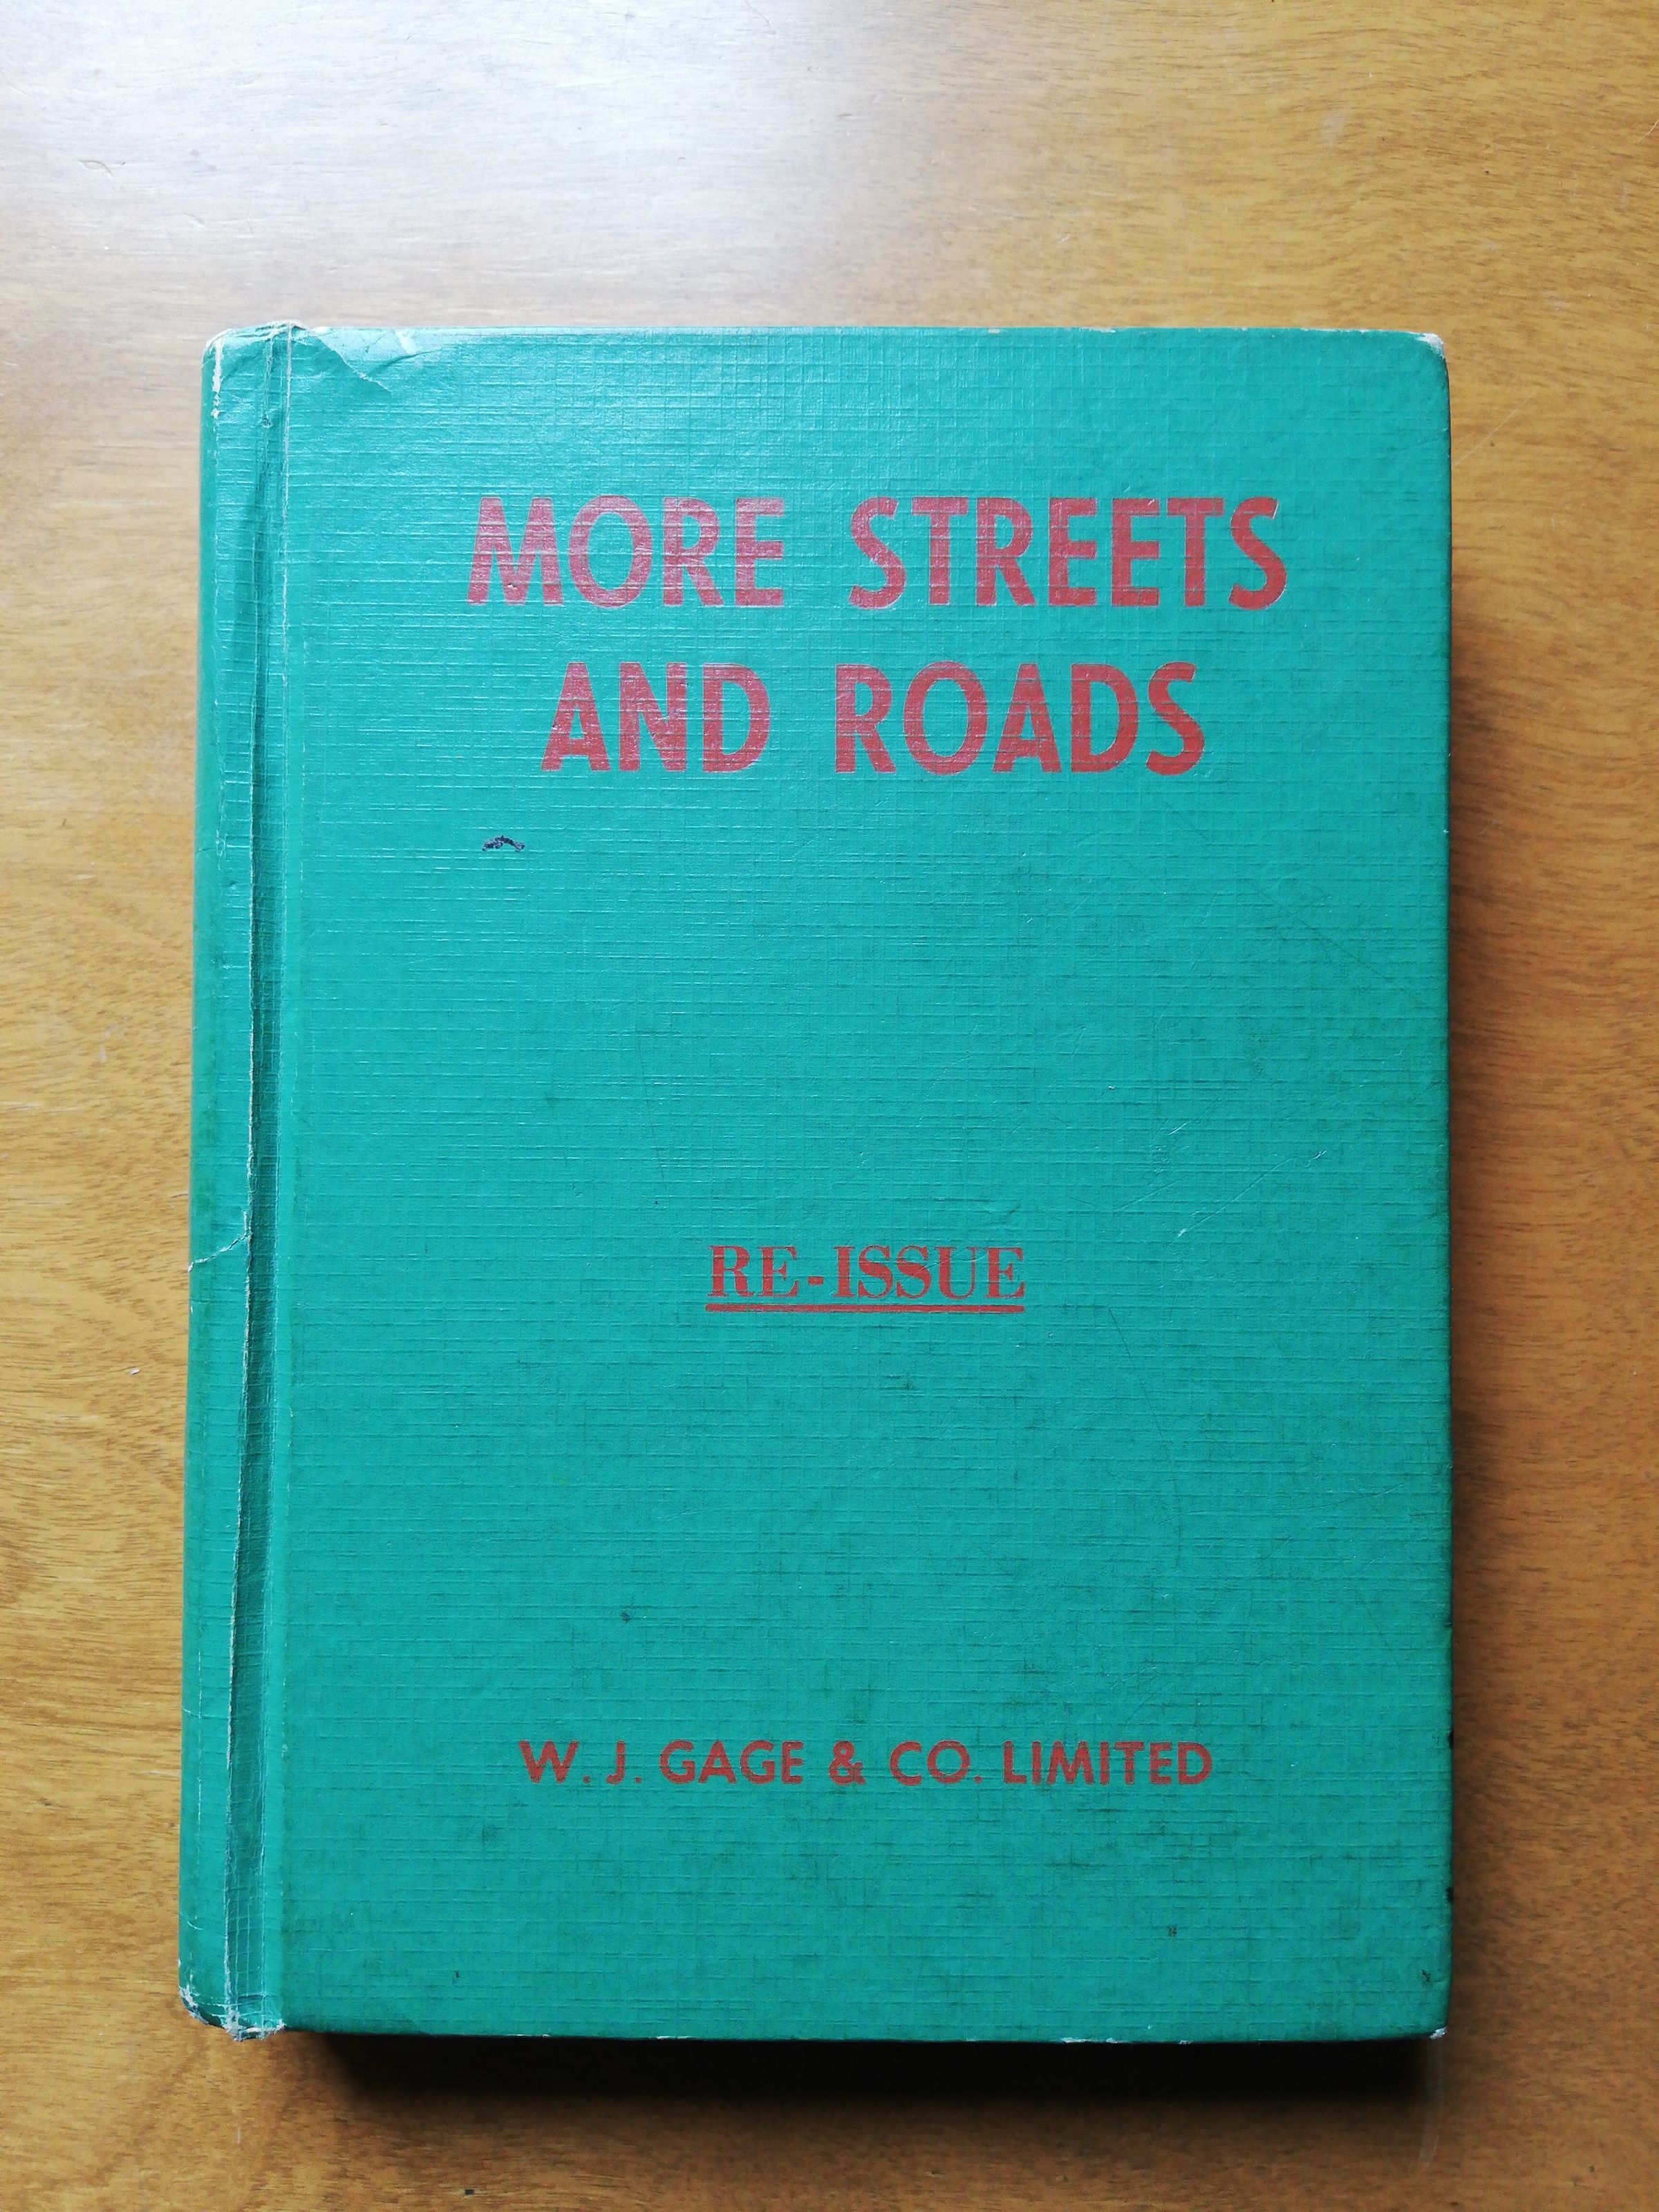 MORE STREETS
AND ROADS
RE-ISSUE
W. J. GAGE & CO. LIMITED